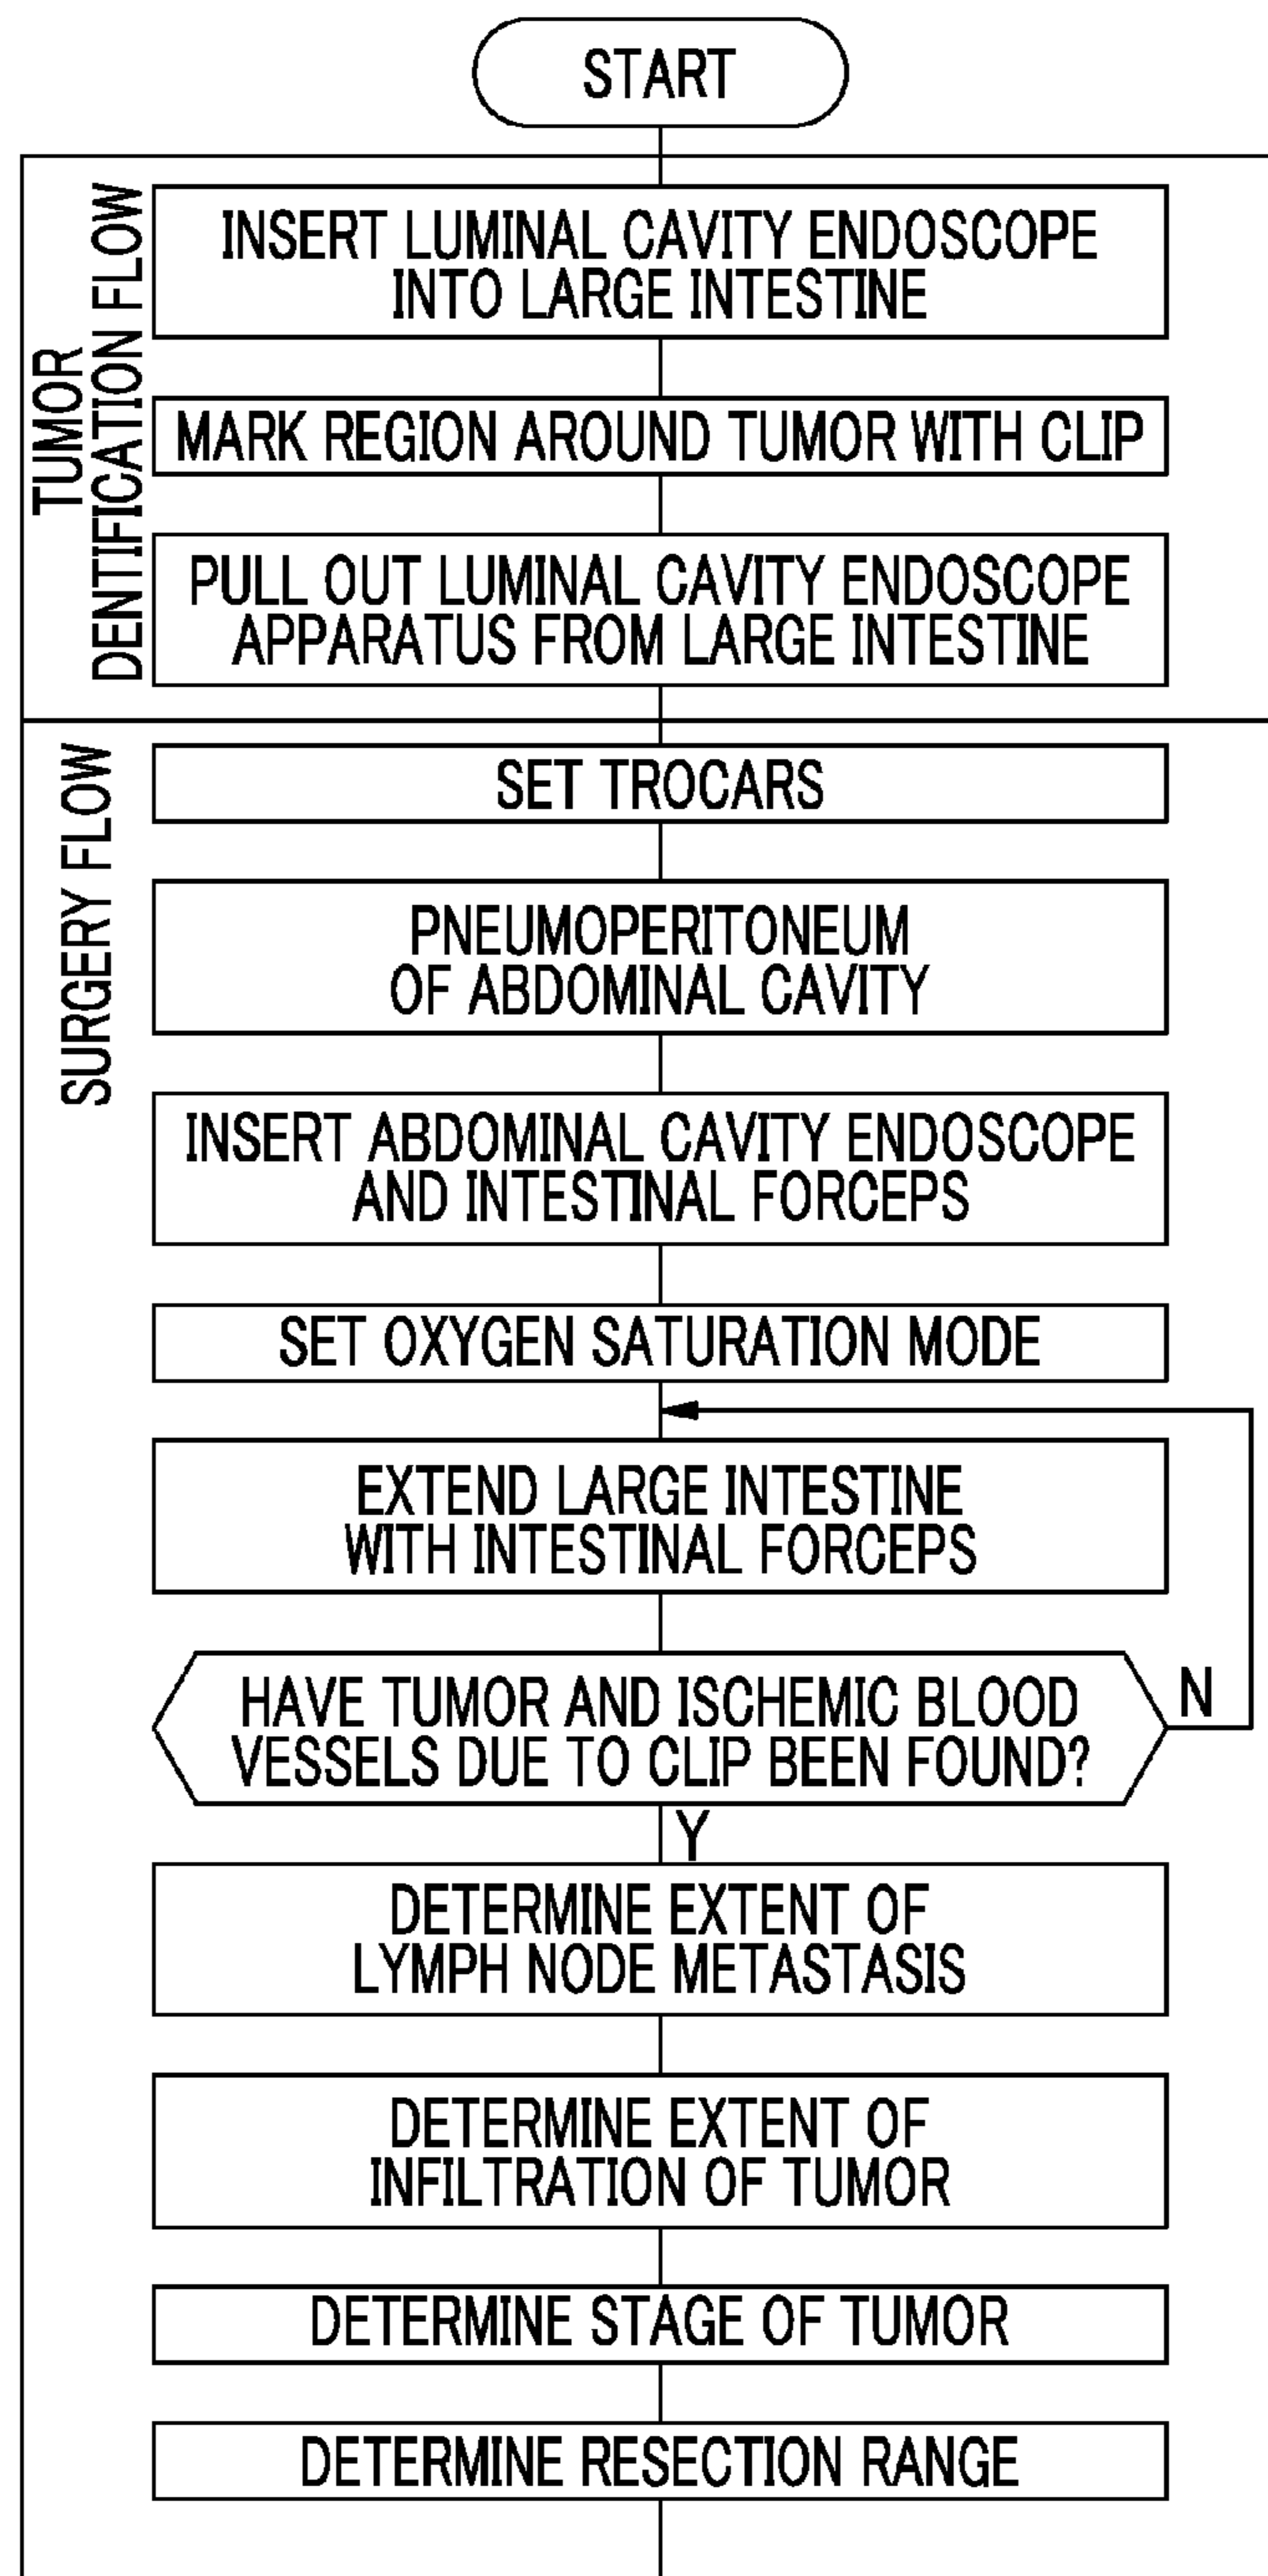 START
TUMOR
IDENTIFICATION FLOW
INSERT LUMINAL CAVITY ENDOSCOPE
INTO LARGE INTESTINE
MARK REGION AROUND TUMOR WITH CLIP
PULL OUT LUMINAL CAVITY ENDOSCOPE
APPARATUS FROM LARGE INTESTINE
SURGERY FLOW
SET TROCARS
PNEUMOPERITONEUM
OF ABDOMINAL CAVITY
INSERT ABDOMINAL CAVITY ENDOSCOPE
AND INTESTINAL FORCEPS
SET OXYGEN SATURATION MODE
EXTEND LARGE INTESTINE
WITH INTESTINAL FORCEPS
HAVE TUMOR AND ISCHEMIC BLOOD
VESSELS DUE TO CLIP BEEN FOUND?
N
Y
DETERMINE EXTENT OF
LYMPH NODE METASTASIS
DETERMINE EXTENT OF
INFILTRATION OF TUMOR
DETERMINE STAGE OF TUMOR
DETERMINE RESECTION RANGE